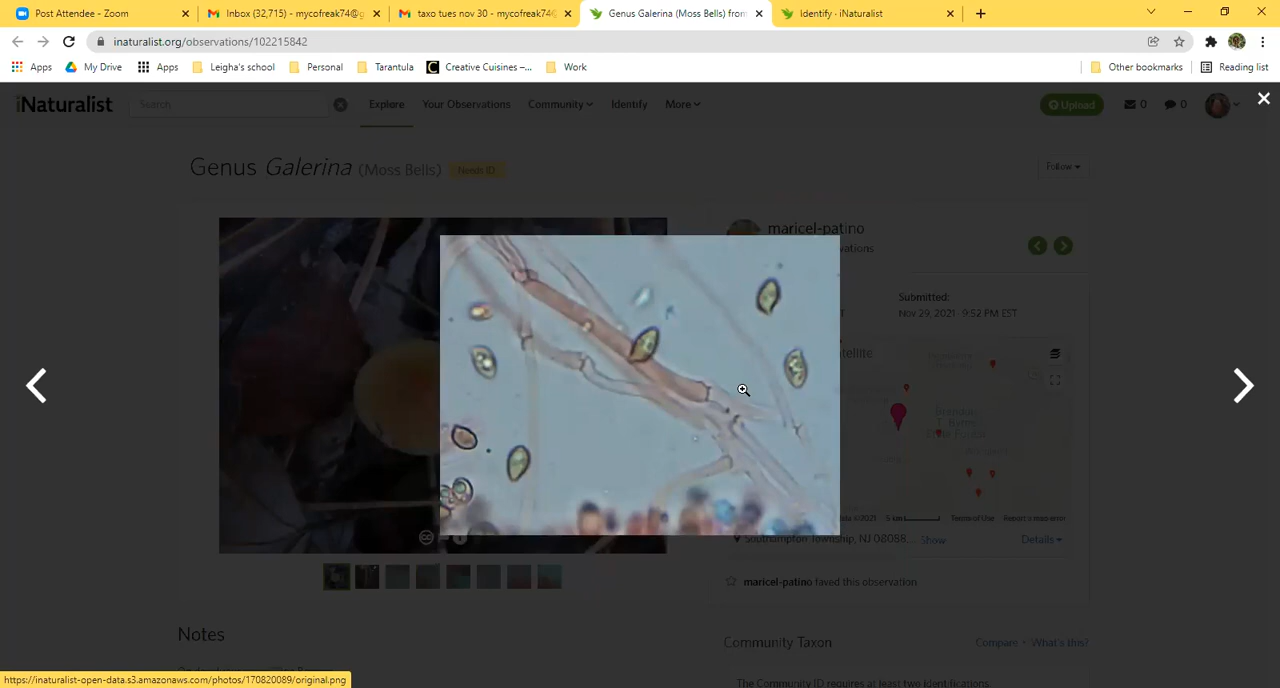 Post Attendee - Zoom
Inbox (32,715) - mycofreak74@g
taxo tues nov 30 - mycofreak74@
Genus Galerina (Moss Bells) from
Identify · iNaturalist
inaturalist.org/observations/102215842
Apps
My Drive
Apps
Leigha's school
Personal
Tarantula
Creative Cuisines –...
Work
Other bookmarks
Reading list
iNaturalist
Search
Explore
Your Observations
Community
Identify
More
Upload
0
0
Genus Galerina (Moss Bells)
Needs ID
Follow
maricel-patino
Submitted:
Nov 29, 2021 · 9:52 PM EST
Terms of Use
Southampton Township, NJ 08088...
Show
Details
maricel-patino faved this observation
Notes
Community Taxon
Compare
What's this?
The Community ID requires at least two identifications.
https://inaturalist-open-data.s3.amazonaws.com/photos/170820089/original.png